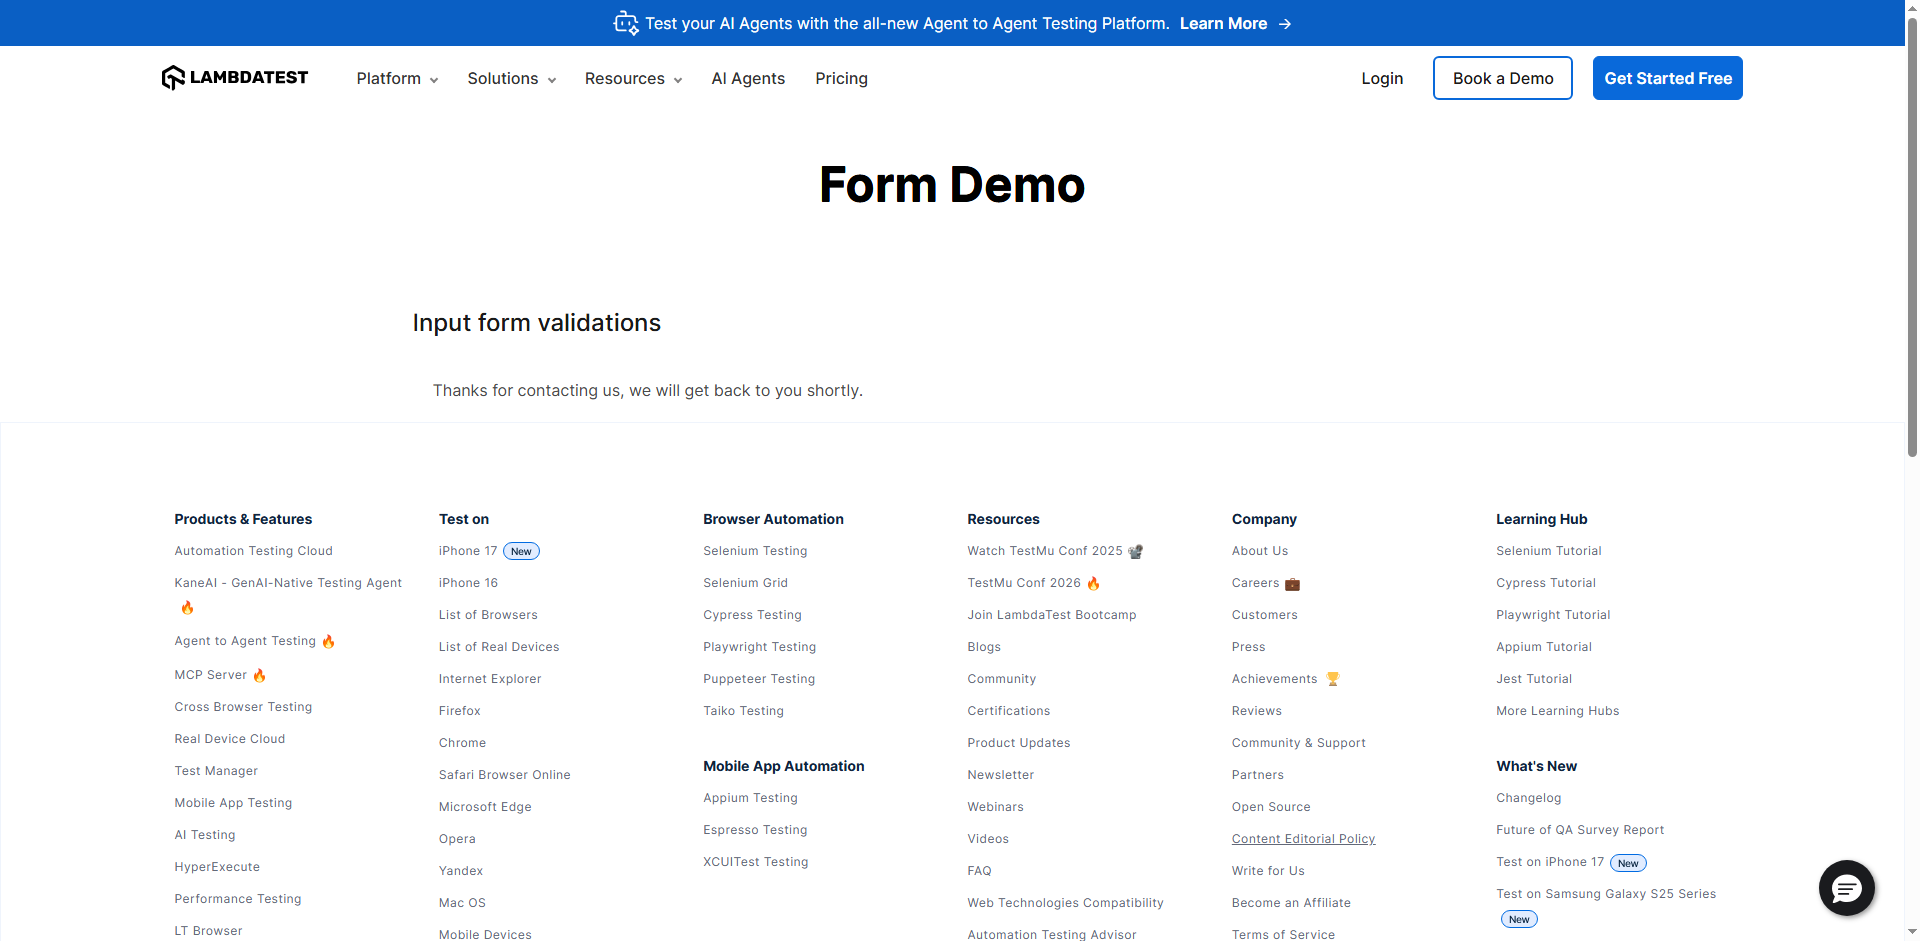 Test your AI Agents with the all-new Agent to Agent Testing Platform. Learn More →
LAMBDATEST
Platform
Solutions
Resources
AI Agents
Pricing
Login
Book a Demo
Get Started Free
Form Demo
Input form validations
Thanks for contacting us, we will get back to you shortly.
Products & Features
Automation Testing Cloud
KaneAI - GenAI-Native Testing Agent
🔥
Agent to Agent Testing 🔥
MCP Server 🔥
Cross Browser Testing
Real Device Cloud
Test Manager
Mobile App Testing
AI Testing
HyperExecute
Performance Testing
LT Browser
Test on
iPhone 17 New
iPhone 16
List of Browsers
List of Real Devices
Internet Explorer
Firefox
Chrome
Safari Browser Online
Microsoft Edge
Opera
Yandex
Mac OS
Mobile Devices
Browser Automation
Selenium Testing
Selenium Grid
Cypress Testing
Playwright Testing
Puppeteer Testing
Taiko Testing
Mobile App Automation
Appium Testing
Espresso Testing
XCUITest Testing
Resources
Watch TestMu Conf 2025 📽️
TestMu Conf 2026 🔥
Join LambdaTest Bootcamp
Blogs
Community
Certifications
Product Updates
Newsletter
Webinars
Videos
FAQ
Web Technologies Compatibility
Automation Testing Advisor
Company
About Us
Careers 💼
Customers
Press
Achievements 🏆
Reviews
Community & Support
Partners
Open Source
Content Editorial Policy
Write for Us
Become an Affiliate
Terms of Service
Learning Hub
Selenium Tutorial
Cypress Tutorial
Playwright Tutorial
Appium Tutorial
Jest Tutorial
More Learning Hubs
What's New
Changelog
Future of QA Survey Report
Test on iPhone 17 New
Test on Samsung Galaxy S25 Series
New